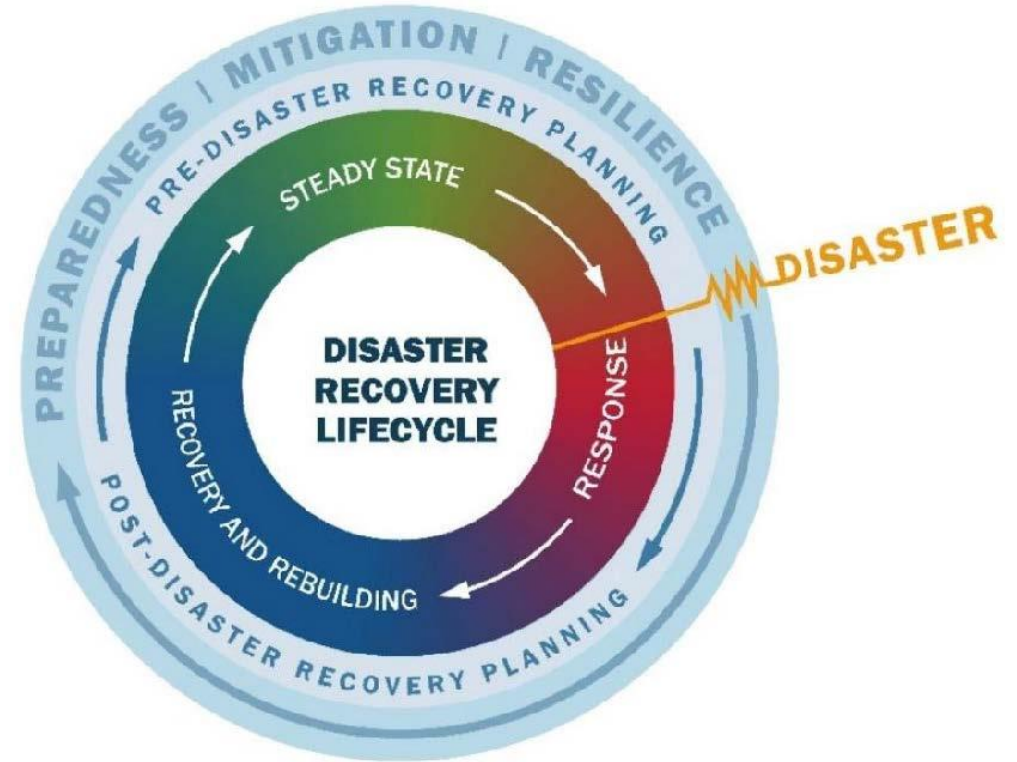 PREPAREDNESS | MITIGATION | RESILIENCE
PRE-DISASTER RECOVERY PLANNING
STEADY STATE
DISASTER
DISASTER
RECOVERY
LIFECYCLE
RESPONSE
RECOVERY AND REBUILDING
POST-DISASTER RECOVERY PLANNING